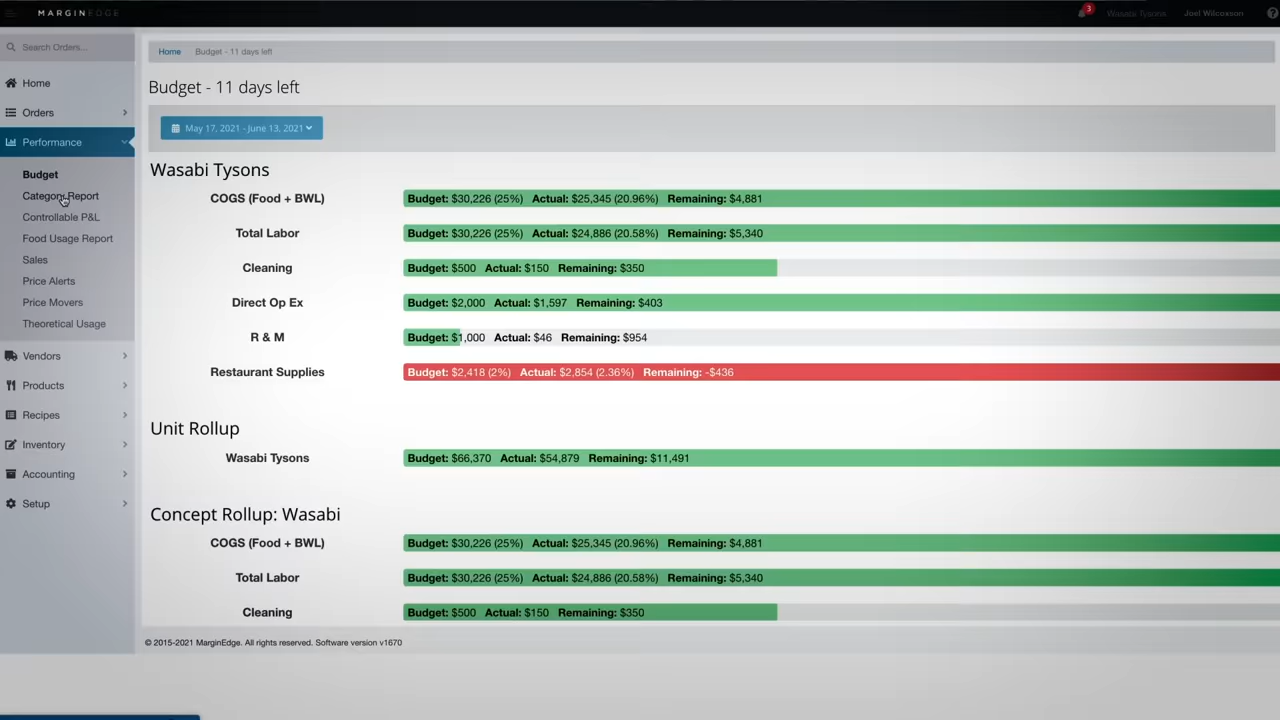 MARGINEDGE
3
Wasabi Tysons
Joel Wilcoxson
?
Search Orders...
Home
Orders
Performance
Budget
Category Report
Controllable P&L
Food Usage Report
Sales
Price Alerts
Price Movers
Theoretical Usage
Vendors
Products
Recipes
Inventory
Accounting
Setup
Home Budget - 11 days left
Budget - 11 days left
May 17, 2021 - June 13, 2021
Wasabi Tysons
COGS (Food + BWL) Budget: $30,226 (25%) Actual: $25,345 (20.96%) Remaining: $4,881
Total Labor Budget: $30,226 (25%) Actual: $24,886 (20.58%) Remaining: $5,340
Cleaning Budget: $500 Actual: $150 Remaining: $350
Direct Op Ex Budget: $2,000 Actual: $1,597 Remaining: $403
R & M Budget: $1,000 Actual: $46 Remaining: $954
Restaurant Supplies Budget: $2,418 (2%) Actual: $2,854 (2.36%) Remaining: -$436
Unit Rollup
Wasabi Tysons Budget: $66,370 Actual: $54,879 Remaining: $11,491
Concept Rollup: Wasabi
COGS (Food + BWL) Budget: $30,226 (25%) Actual: $25,345 (20.96%) Remaining: $4,881
Total Labor Budget: $30,226 (25%) Actual: $24,886 (20.58%) Remaining: $5,340
Cleaning Budget: $500 Actual: $150 Remaining: $350
© 2015-2021 MarginEdge. All rights reserved. Software version v1670